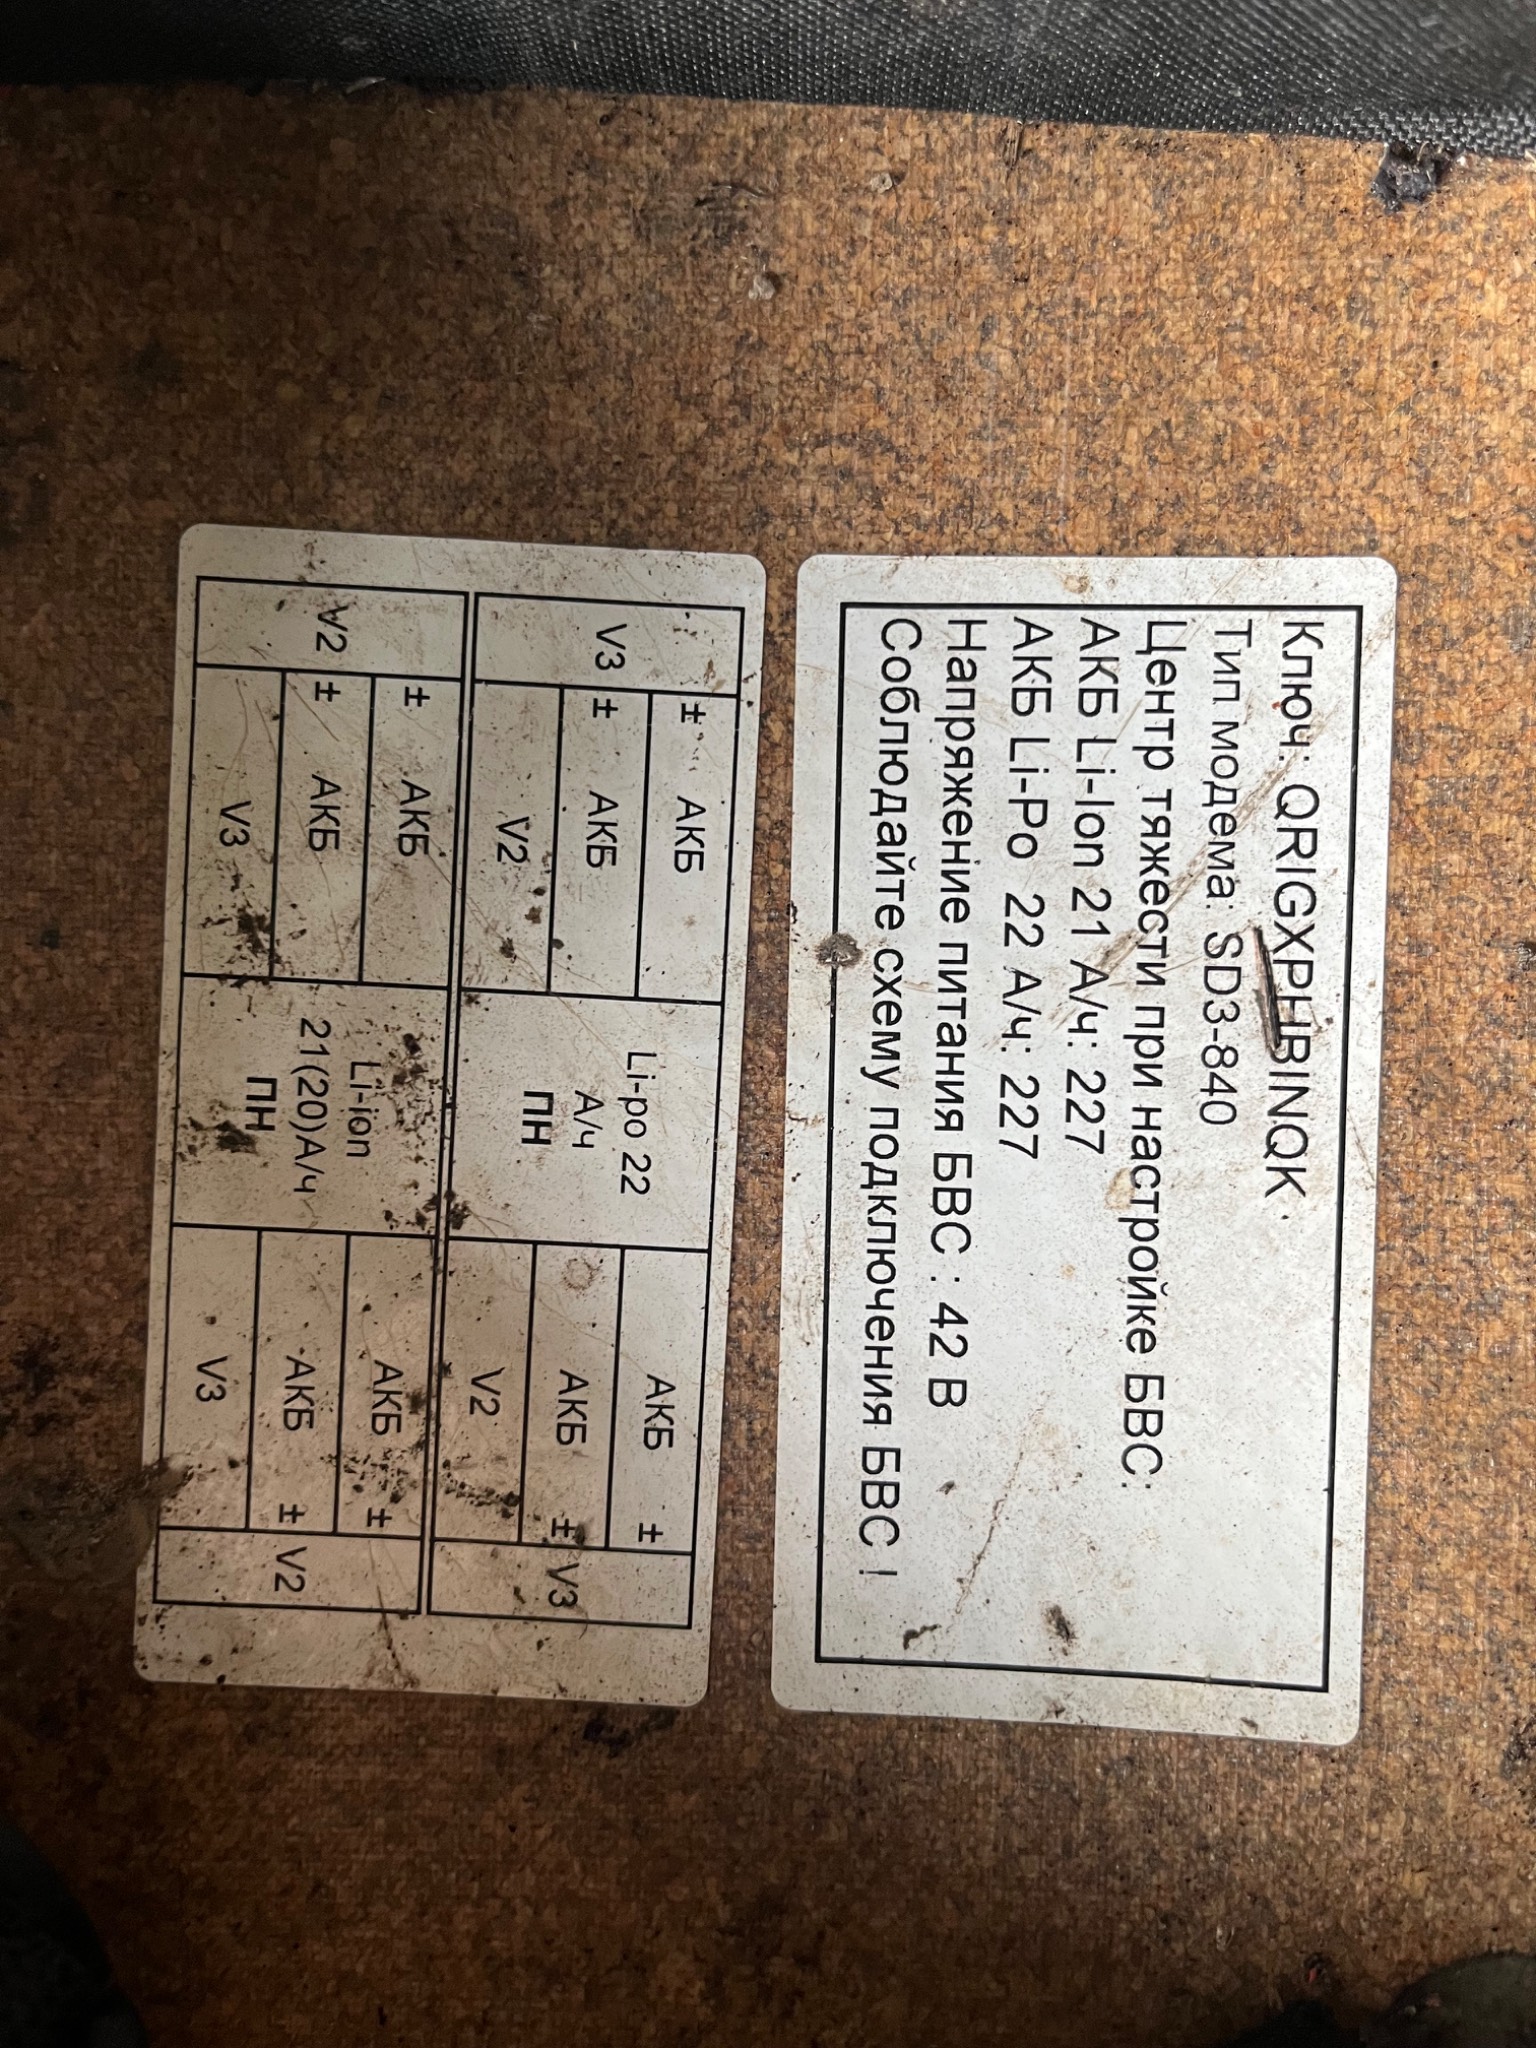 Ключ: QRIGXPHBINQK
Тип модема: SD3-840
Центр тяжести при настройке БВС:
АКБ Li-Ion 21 А/ч: 227
АКБ Li-Po 22 А/ч: 227
Напряжение питания БВС : 42 В
Соблюдайте схему подключения БВС !
V3
± АКБ
± АКБ
V2
Li-po 22
А/ч
ПН
АКБ ±
АКБ ±
V2
V3
V2
± АКБ
± АКБ
V3
Li-ion
21(20)А/ч
ПН
АКБ ±
АКБ ±
V3
V2